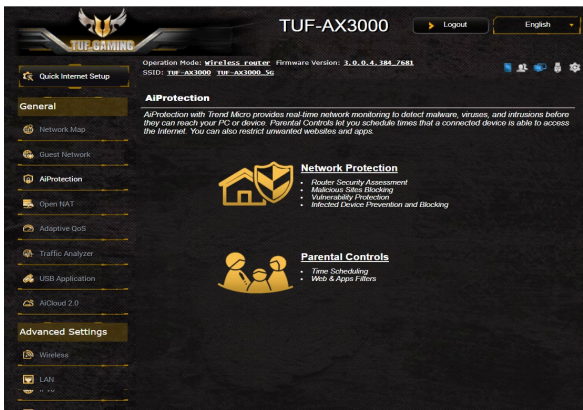 TUF GAMING
TUF-AX3000
Logout
English
Quick Internet Setup
Operation Mode: Wireless router Firmware Version: 3.0.0.4.384_7681
SSID: TUF-AX3000 TUF-AX3000_5G
General
Network Map
Guest Network
AiProtection
Open NAT
Adaptive QoS
Traffic Analyzer
USB Application
AiCloud 2.0
Advanced Settings
Wireless
LAN
AiProtection
AiProtection with Trend Micro provides real-time network monitoring to detect malware, viruses, and intrusions before
they can reach your PC or device. Parental Controls let you schedule times that a connected device is able to access
the Internet. You can also restrict unwanted websites and apps.
Network Protection
• Router Security Assessment
• Malicious Sites Blocking
• Vulnerability Protection
• Infected Device Prevention and Blocking
Parental Controls
• Time Scheduling
• Web & Apps Filters